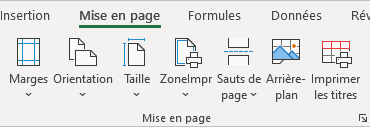 Insertion Mise en page Formules Données Rév
Marges Orientation Taille ZoneImpr Sauts de page Arrière-plan Imprimer les titres
Mise en page